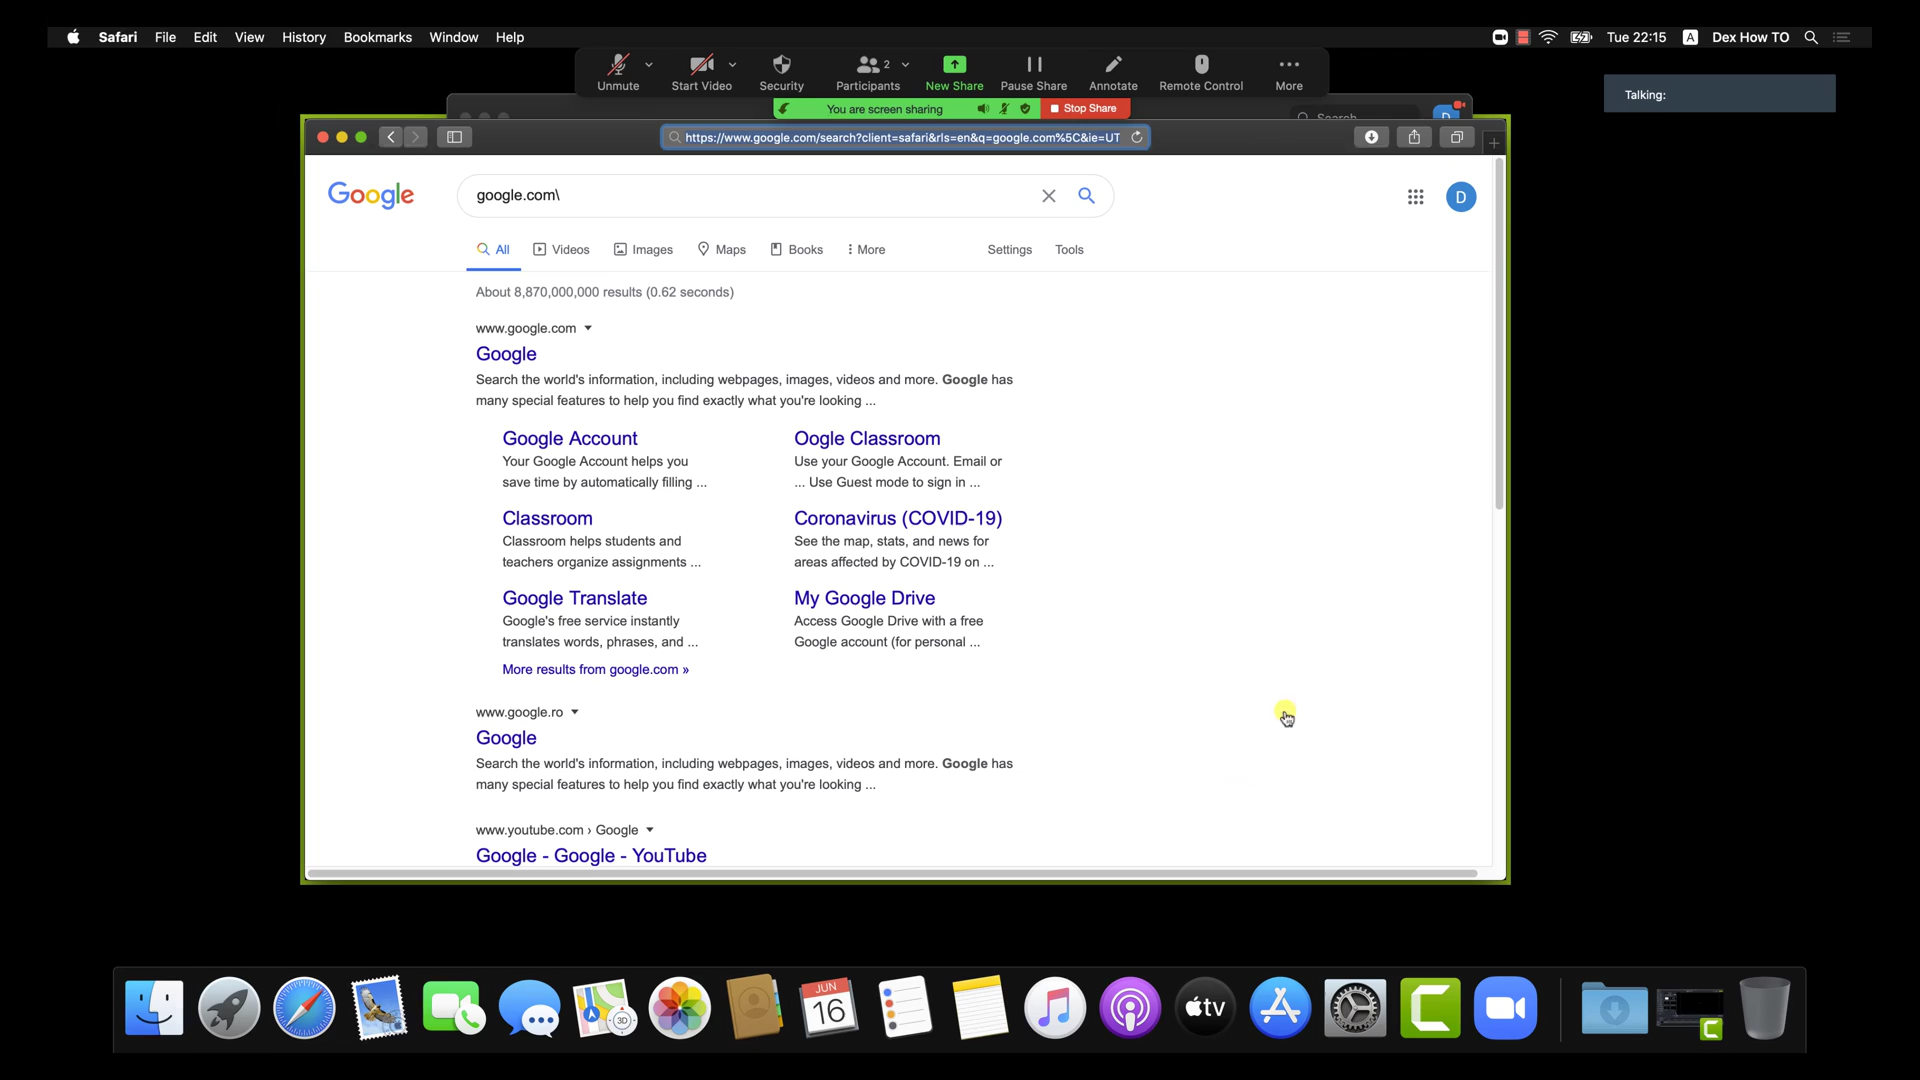 Safari File Edit View History Bookmarks Window Help
Tue 22:15 A Dex How TO
Unmute Start Video Security Participants 2 New Share Pause Share Annotate Remote Control More
Talking:
You are screen sharing Stop Share
Search
D
https://www.google.com/search?client=safari&rls=en&q=google.com%5C&ie=UT
Google google.com\ D
All Videos Images Maps Books More Settings Tools
About 8,870,000,000 results (0.62 seconds)
www.google.com
Google
Search the world's information, including webpages, images, videos and more. Google has
many special features to help you find exactly what you're looking ...
Google Account
Your Google Account helps you
save time by automatically filling ...
Oogle Classroom
Use your Google Account. Email or
... Use Guest mode to sign in ...
Classroom
Classroom helps students and
teachers organize assignments ...
Coronavirus (COVID-19)
See the map, stats, and news for
areas affected by COVID-19 on ...
Google Translate
Google's free service instantly
translates words, phrases, and ...
My Google Drive
Access Google Drive with a free
Google account (for personal ...
More results from google.com »
www.google.ro
Google
Search the world's information, including webpages, images, videos and more. Google has
many special features to help you find exactly what you're looking ...
www.youtube.com › Google
Google - Google - YouTube
3D
JUN
16
tv